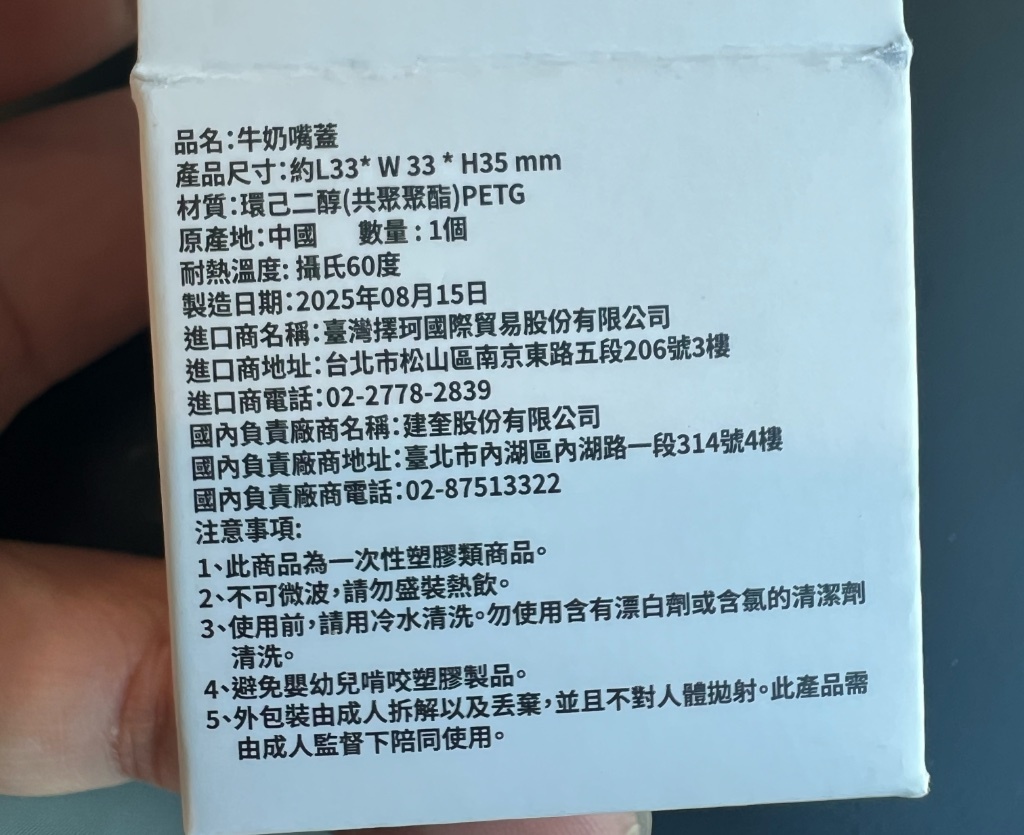 品名:牛奶嘴蓋
產品尺寸:約L33* W 33 * H35 mm
材質:環己二醇(共聚聚酯)PETG
原產地:中國 數量:1個
耐熱溫度: 攝氏60度
製造日期:2025年08月15日
進口商名稱:臺灣擇珂國際貿易股份有限公司
進口商地址:台北市松山區南京東路五段206號3樓
進口商電話:02-2778-2839
國內負責廠商名稱:建奎股份有限公司
國內負責廠商地址:臺北市內湖區內湖路一段314號4樓
國內負責廠商電話:02-87513322
注意事項:
1、此商品為一次性塑膠類商品。
2、不可微波,請勿盛裝熱飲。
3、使用前,請用冷水清洗。勿使用含有漂白劑或含氯的清潔劑
清洗。
4、避免嬰幼兒啃咬塑膠製品。
5、外包裝由成人拆解以及丟棄,並且不對人體拋射。此產品需
由成人監督下陪同使用。